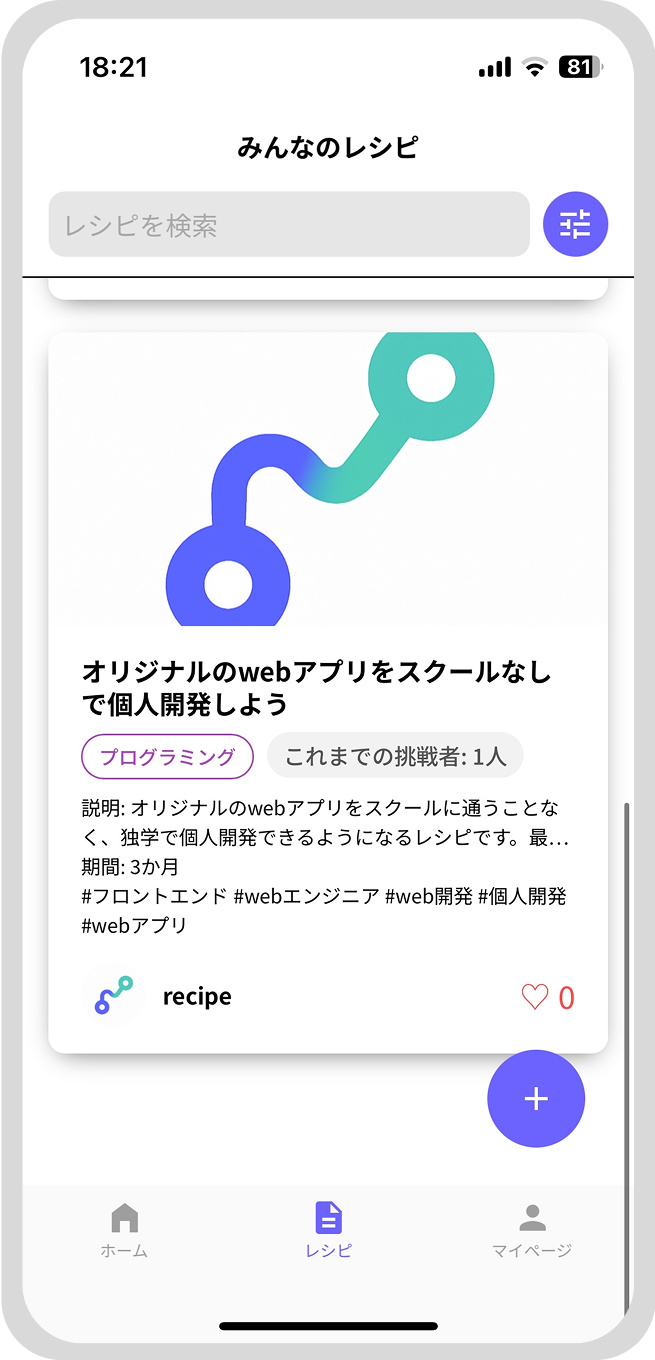 18:21
81
みんなのレシピ
レシピを検索
オリジナルのwebアプリをスクールなし
で個人開発しよう
プログラミング これまでの挑戦者: 1人
説明: オリジナルのwebアプリをスクールに通うことな
く、独学で個人開発できるようになるレシピです。最…
期間: 3か月
#フロントエンド #webエンジニア #web開発 #個人開発
#webアプリ
recipe ♡ 0
+
ホーム レシピ マイページ